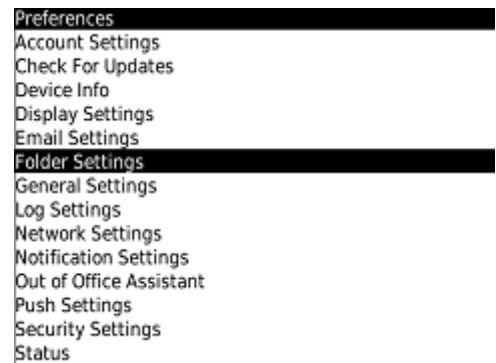 Preferences
Account Settings
Check For Updates
Device Info
Display Settings
Email Settings
Folder Settings
General Settings
Log Settings
Network Settings
Notification Settings
Out of Office Assistant
Push Settings
Security Settings
Status